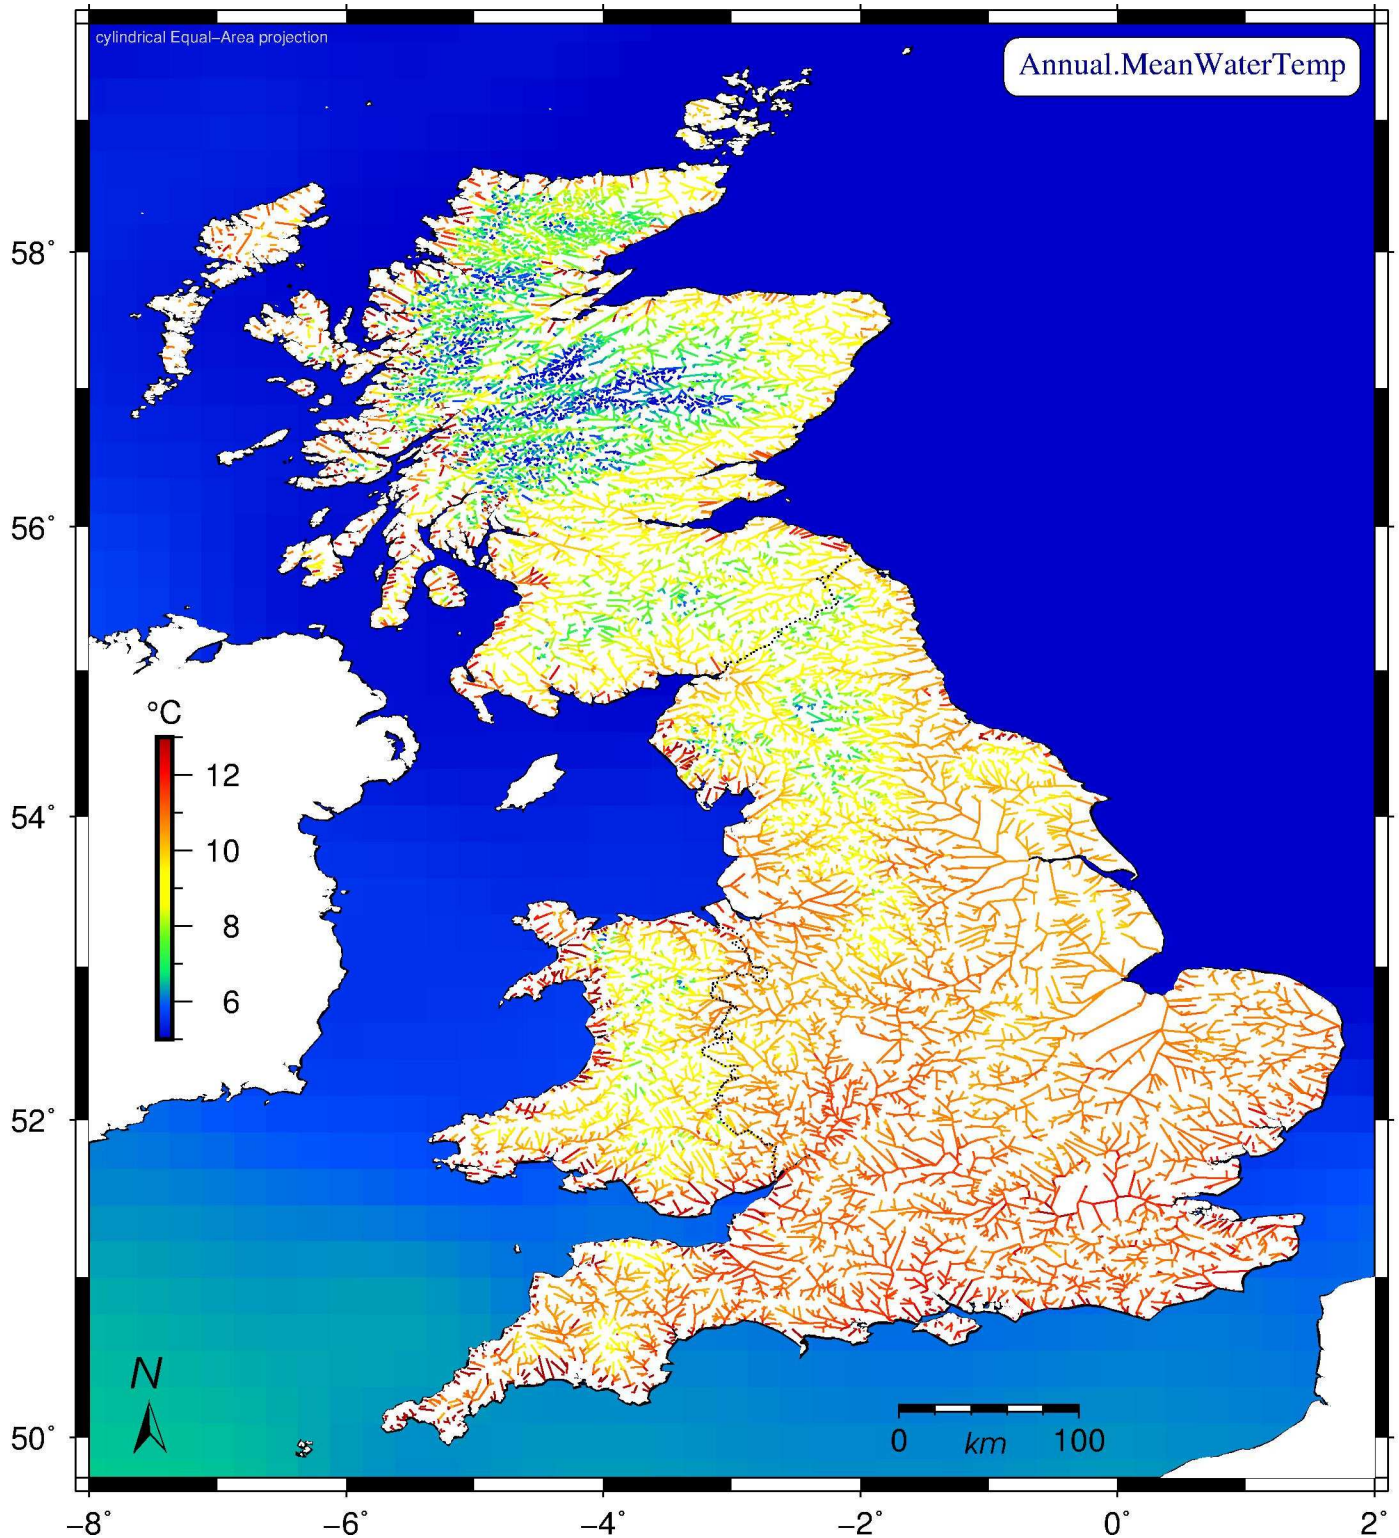 cylindrical Equal−Area projection
Annual.MeanWaterTemp
58°
56°
°C
12
10
8
6
54°
52°
N
50°
0 km 100
−8° −6° −4° −2° 0° 2°